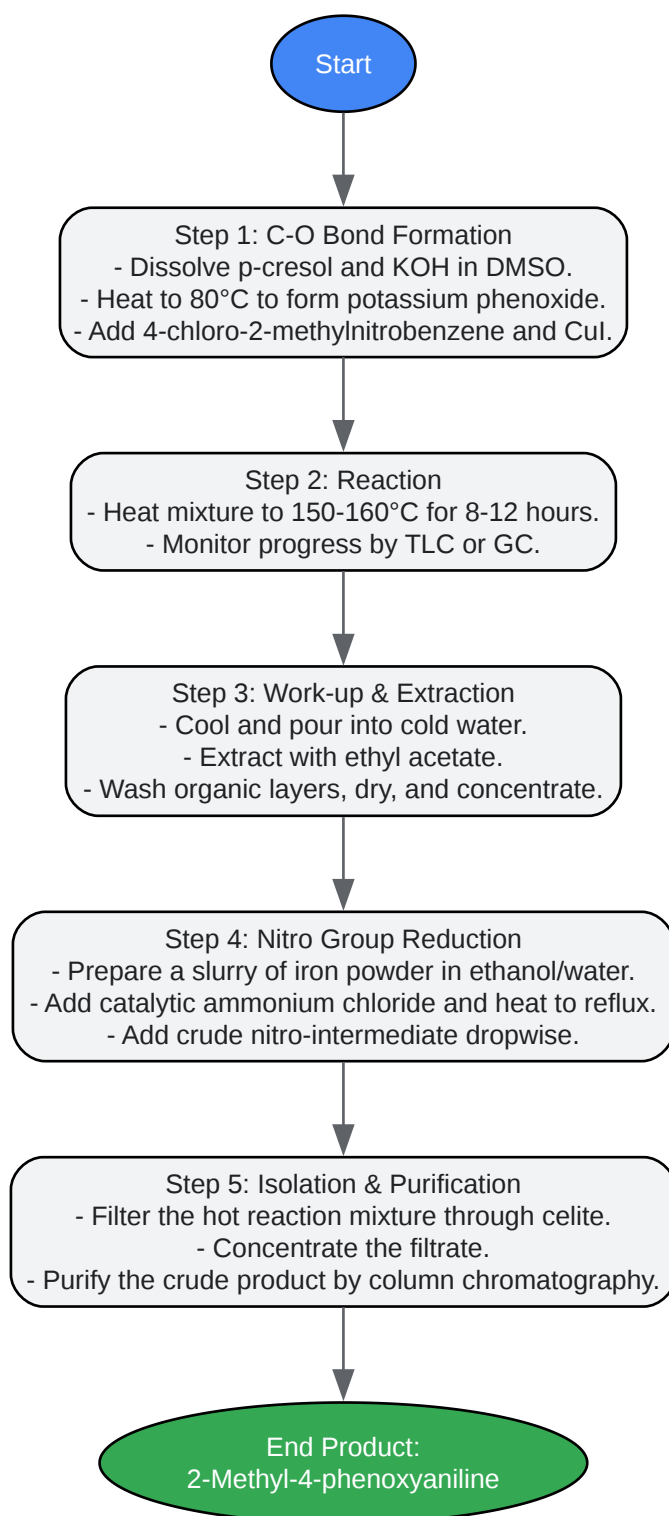 Start
Step 1: C-O Bond Formation
- Dissolve p-cresol and KOH in DMSO.
- Heat to 80°C to form potassium phenoxide.
- Add 4-chloro-2-methylnitrobenzene and CuI.
Step 2: Reaction
- Heat mixture to 150-160°C for 8-12 hours.
- Monitor progress by TLC or GC.
Step 3: Work-up & Extraction
- Cool and pour into cold water.
- Extract with ethyl acetate.
- Wash organic layers, dry, and concentrate.
Step 4: Nitro Group Reduction
- Prepare a slurry of iron powder in ethanol/water.
- Add catalytic ammonium chloride and heat to reflux.
- Add crude nitro-intermediate dropwise.
Step 5: Isolation & Purification
- Filter the hot reaction mixture through celite.
- Concentrate the filtrate.
- Purify the crude product by column chromatography.
End Product:
2-Methyl-4-phenoxyaniline